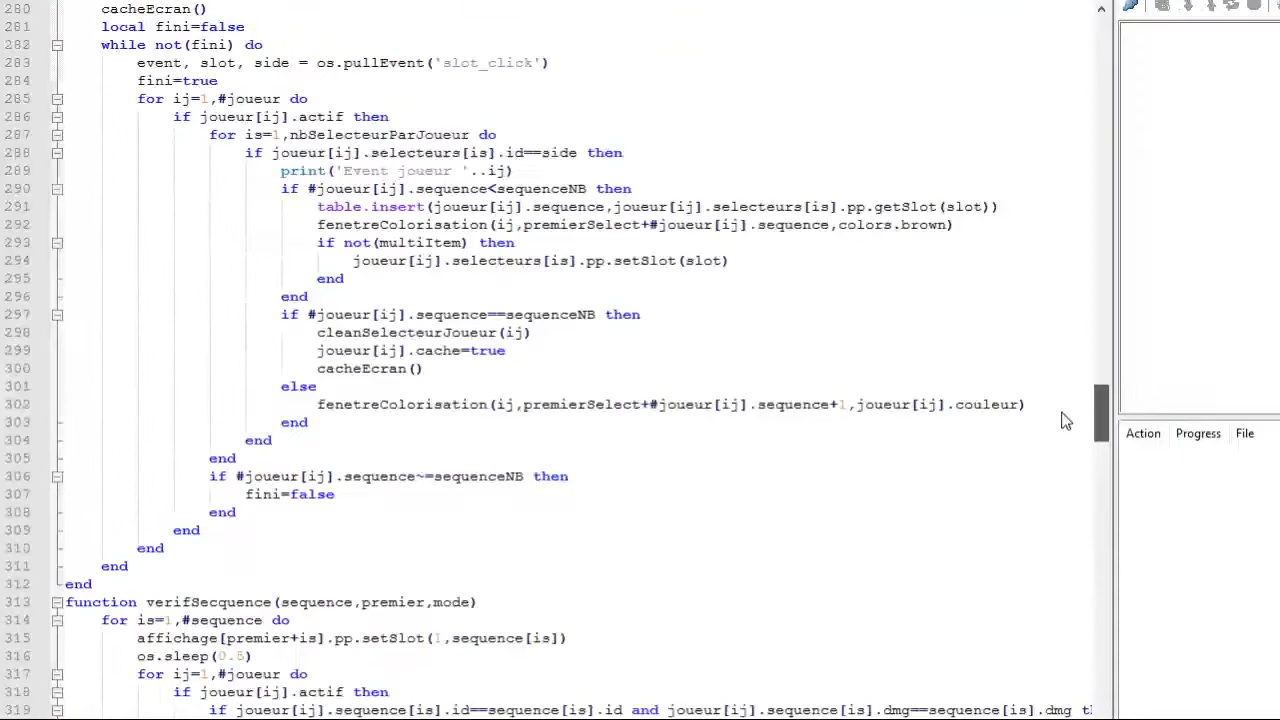 280 cacheEcran()
281 local fini=false
282 while not(fini) do
283 event, slot, side = os.pullEvent('slot_click')
284 fini=true
285 for ij=1,#joueur do
286 if joueur[ij].actif then
287 for is=1,nbSelecteurParJoueur do
288 if joueur[ij].selecteurs[is].id==side then
289 print('Event joueur '..ij)
290 if #joueur[ij].sequence<sequenceNB then
291 table.insert(joueur[ij].sequence,joueur[ij].selecteurs[is].pp.getSlot(slot))
292 fenetreColorisation(ij,premierSelect+#joueur[ij].sequence,colors.brown)
293 if not(multiItem) then
294 joueur[ij].selecteurs[is].pp.setSlot(slot)
295 end
296 end
297 if #joueur[ij].sequence==sequenceNB then
298 cleanSelecteurJoueur(ij)
299 joueur[ij].cache=true
300 cacheEcran()
301 else
302 fenetreColorisation(ij,premierSelect+#joueur[ij].sequence+1,joueur[ij].couleur)
303 end
304 end
305 end
306 if #joueur[ij].sequence~=sequenceNB then
307 fini=false
308 end
309 end
310 end
311 end
312 end
313 function verifSecquence(sequence,premier,mode)
314 for is=1,#sequence do
315 affichage[premier+is].pp.setSlot(1,sequence[is])
316 os.sleep(0.5)
317 for ij=1,#joueur do
318 if joueur[ij].actif then
319 if joueur[ij].sequence[is].id==sequence[is].id and joueur[ij].sequence[is].dmg==sequence[is].dmg
Action Progress File